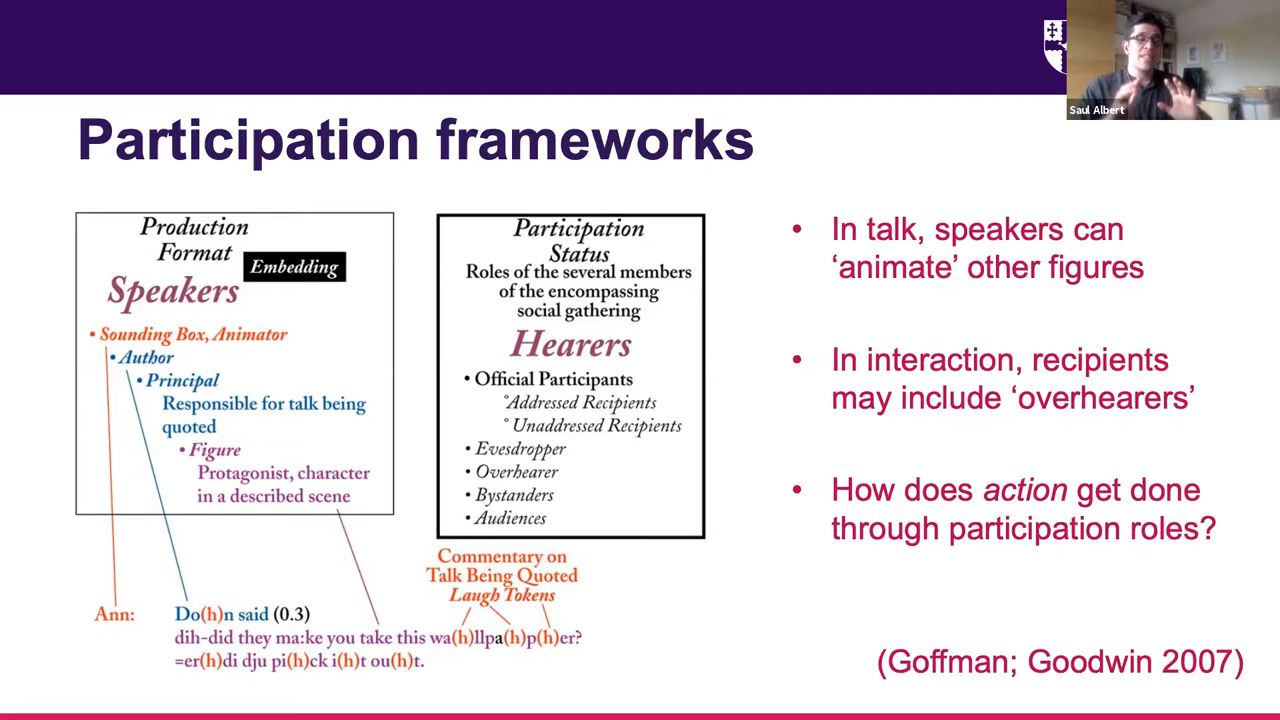 Saul Albert
Participation frameworks
Production
Format
Embedding
Speakers
• Sounding Box, Animator
• Author
• Principal
Responsible for talk being
quoted
• Figure
Protagonist, character
in a described scene
Participation
Status
Roles of the several members
of the encompassing
social gathering
Hearers
• Official Participants
° Addressed Recipients
° Unaddressed Recipients
• Evesdropper
• Overhearer
• Bystanders
• Audiences
Commentary on
Talk Being Quoted
Laugh Tokens
Ann: Do(h)n said (0.3)
dih-did they ma:ke you take this wa(h)llpa(h)p(h)er?
=er(h)di dju pi(h)ck i(h)t ou(h)t.
• In talk, speakers can
‘animate’ other figures
• In interaction, recipients
may include ‘overhearers’
• How does action get done
through participation roles?
(Goffman; Goodwin 2007)